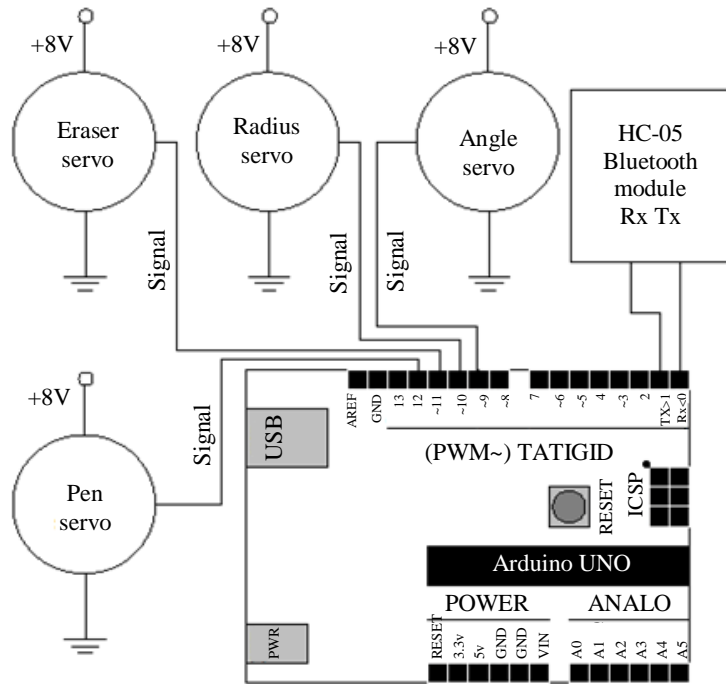 +8V
+8V
+8V
Eraser
servo
Radius
servo
Angle
servo
HC-05
Bluetooth
module
Rx Tx
Signal
Signal
Signal
+8V
Pen
servo
Signal
AREF
GND
13
12
~11
~10
~9
~8
7
~6
~5
4
~3
2
TX>1
Rx<0
USB
(PWM~) TATIGID
RESET
ICSP
Arduino UNO
POWER
ANALO
PWR
RESET
3.3v
5v
GND
GND
VIN
A0
A1
A2
A3
A4
A5